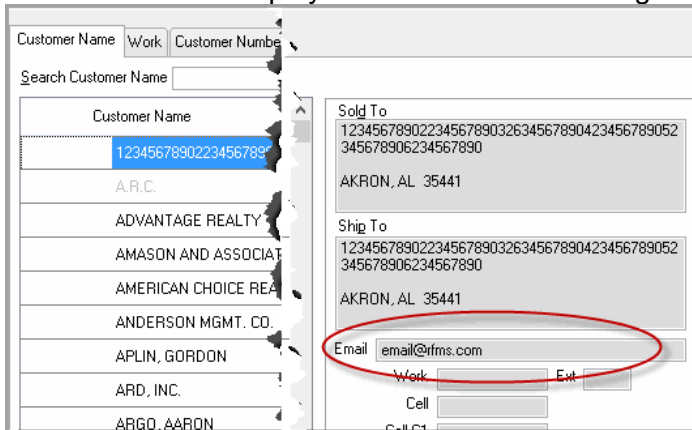 Customer Name Work Customer Numbe
Search Customer Name
Customer Name
A.R.C.
ADVANTAGE REALTY
AMASON AND ASSOCIAT
AMERICAN CHOICE REA
ANDERSON MGMT. CO.
APLIN, GORDON
ARD, INC.
ARGO, AARON
Sold To
1234567890223456789032634567890423456789052
345678906234567890
AKRON, AL 35441
Ship To
1234567890223456789032634567890423456789052
345678906234567890
AKRON, AL 35441
Email email@rfms.com
Work Ext
Cell